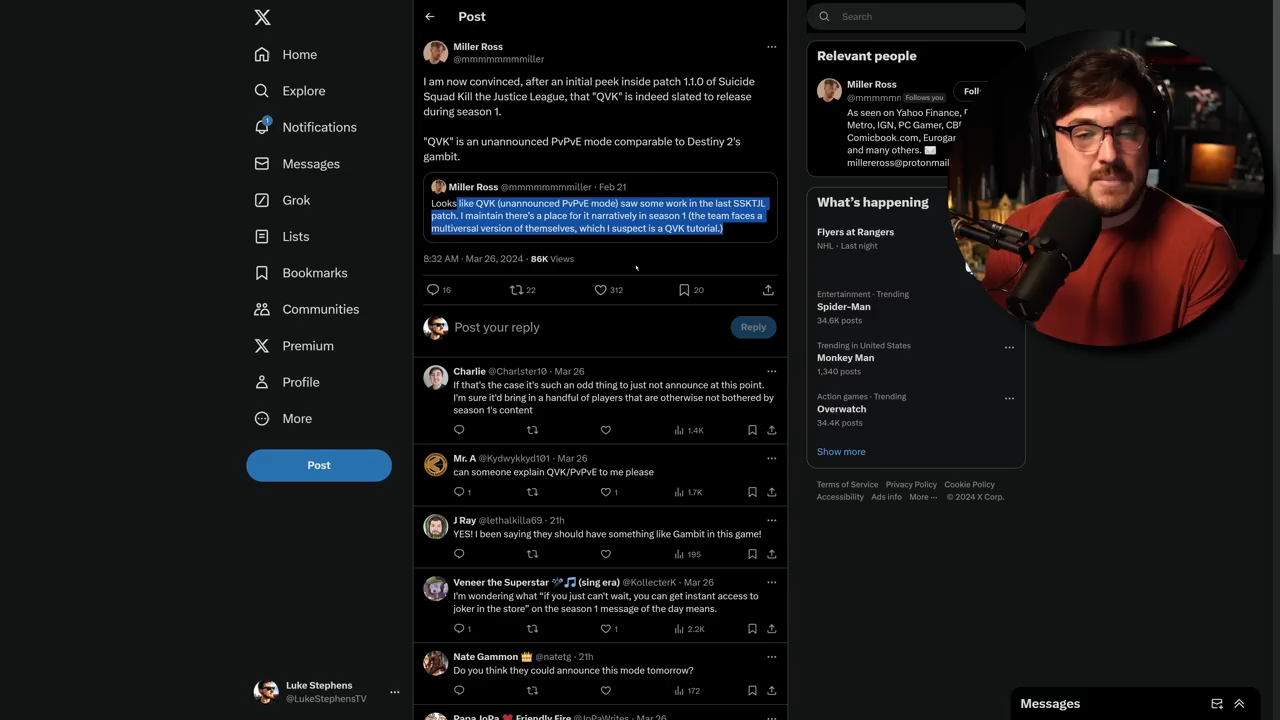 Home
Explore
1
Notifications
Messages
Grok
Lists
Bookmarks
Communities
Premium
Profile
More
Post
Luke Stephens
@LukeStephensTV
Post
Miller Ross
@mmmmmmmiller
I am now convinced, after an initial peek inside patch 1.1.0 of Suicide
Squad Kill the Justice League, that "QVK" is indeed slated to release
during season 1.
"QVK" is an unannounced PvPvE mode comparable to Destiny 2's
gambit.
Miller Ross @mmmmmmmiller · Feb 21
Looks like QVK (unannounced PvPvE mode) saw some work in the last SSKTJL
patch. I maintain there's a place for it narratively in season 1 (the team faces a
multiversal version of themselves, which I suspect is a QVK tutorial.)
8:32 AM · Mar 26, 2024 · 86K Views
16
22
312
20
Post your reply
Reply
Charlie @Char1ster10 · Mar 26
If that's the case it's such an odd thing to just not announce at this point.
I'm sure it'd bring in a handful of players that are otherwise not bothered by
season 1's content
1.4K
Mr. A @Kydwykkyd101 · Mar 26
can someone explain QVK/PvPvE to me please
1
1
1.7K
J Ray @lethalkilla69 · 21h
YES! I been saying they should have something like Gambit in this game!
195
Veneer the Superstar 🎤🎵 (sing era) @KollecterK · Mar 26
I'm wondering what "if you just can't wait, you can get instant access to
joker in the store" on the season 1 message of the day means.
1
1
2.2K
Nate Gammon 👑 @natetg · 21h
Do you think they could announce this mode tomorrow?
172
Papa JoPa ❤ Friendly Fire @JoPaWrites · Mar 26
Search
Relevant people
Miller Ross
@mmmmmm
Follows you
Foll
As seen on Yahoo Finance,
Metro, IGN, PC Gamer,
Comicbook.com,
and many others.
What's happening
Flyers at Rangers
NHL · Last night
Entertainment · Trending
Spider-Man
34.6K posts
Trending in United States
Monkey Man
1,340 posts
Action games · Trending
Overwatch
34.4K posts
Show more
Terms of Service Privacy Policy Cookie Policy
Accessibility Ads info More ··· © 2024 X Corp.
Messages